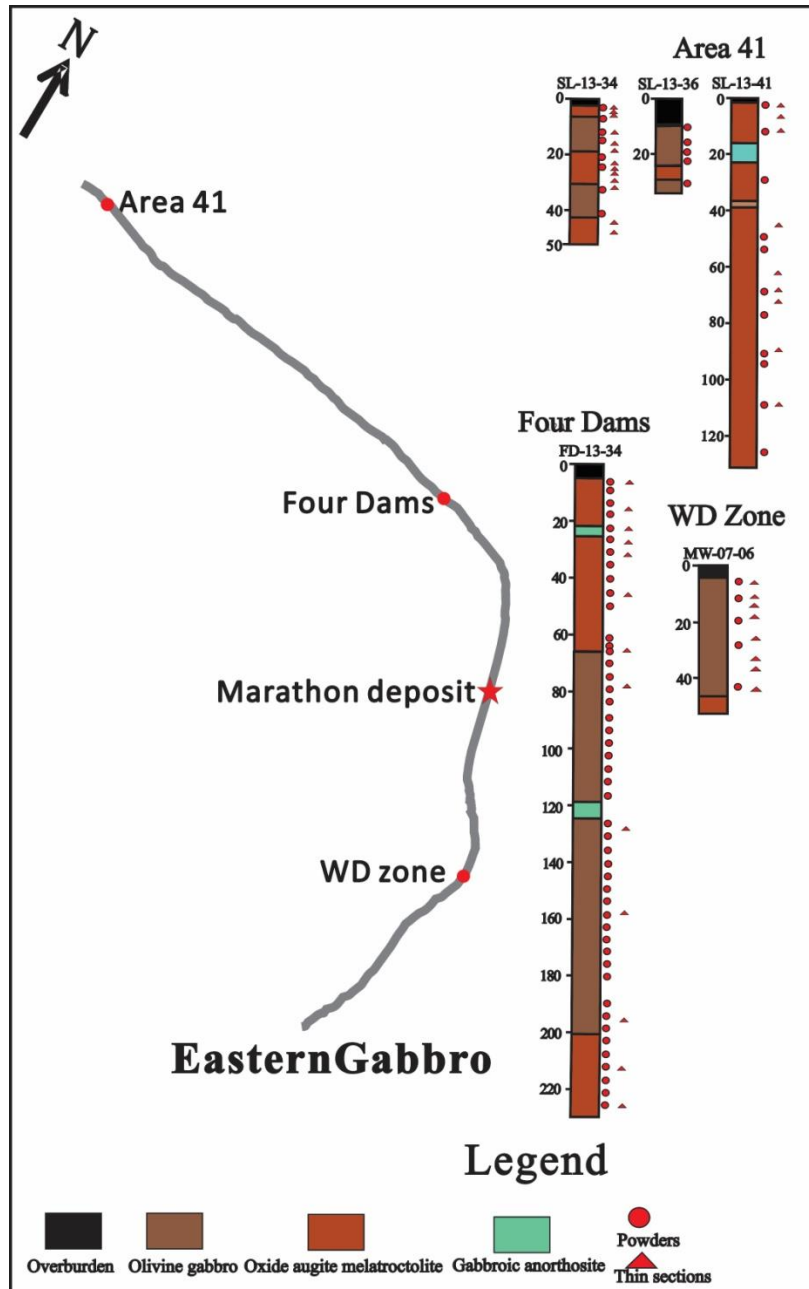 N
Area 41
SL-13-34
SL-13-36
SL-13-41
0
20
40
50
0
20
0
20
40
60
80
100
120
Area 41
Four Dams
FD-13-34
0
20
40
60
80
100
120
140
160
180
200
220
WD Zone
MW-07-06
0
20
40
Four Dams
Marathon deposit
WD zone
EasternGabbro
Legend
Overburden
Olivine gabbro
Oxide augite melatroctolite
Gabbroic anorthosite
Powders
Thin sections